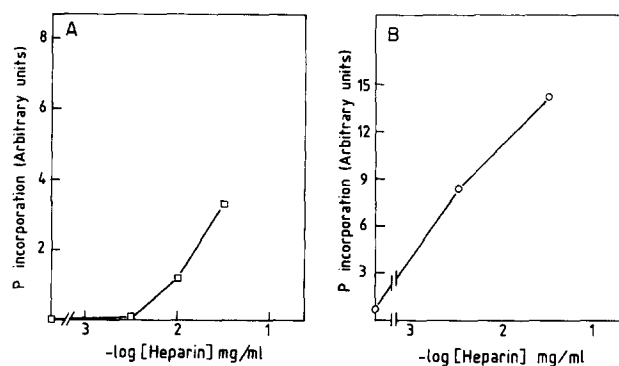 A
8
6
4
2
P incorporation (Arbitrary units)
3 2 1
-log [Heparin] mg/ml
B
15
12
9
6
3
P incorporation (Arbitrary units)
3 2 1
-log [Heparin] mg/ml